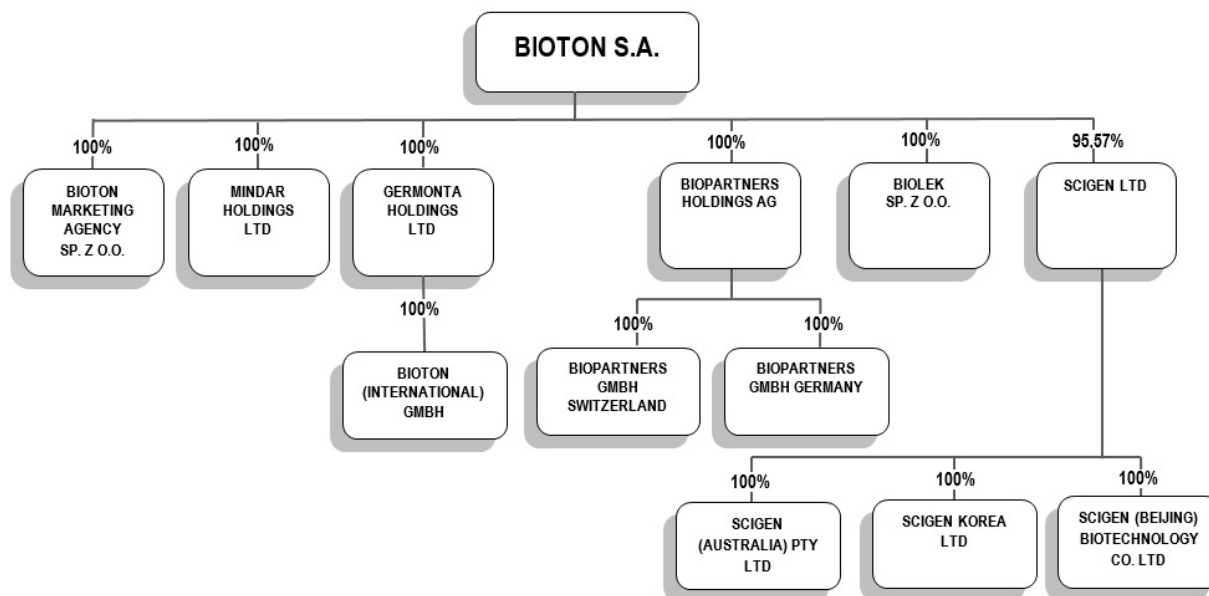 BIOTON S.A.
100%
100%
100%
100%
100%
95,57%
BIOTON
MARKETING
AGENCY
SP. Z O.O.
MINDAR
HOLDINGS
LTD
GERMONTA
HOLDINGS
LTD
BIOPARTNERS
HOLDINGS AG
BIOLEK
SP. Z O.O.
SCIGEN LTD
100%
100%
100%
BIOTON
(INTERNATIONAL)
GMBH
BIOPARTNERS
GMBH
SWITZERLAND
BIOPARTNERS
GMBH GERMANY
100%
100%
100%
SCIGEN
(AUSTRALIA) PTY
LTD
SCIGEN KOREA
LTD
SCIGEN (BEIJING)
BIOTECHNOLOGY
CO. LTD